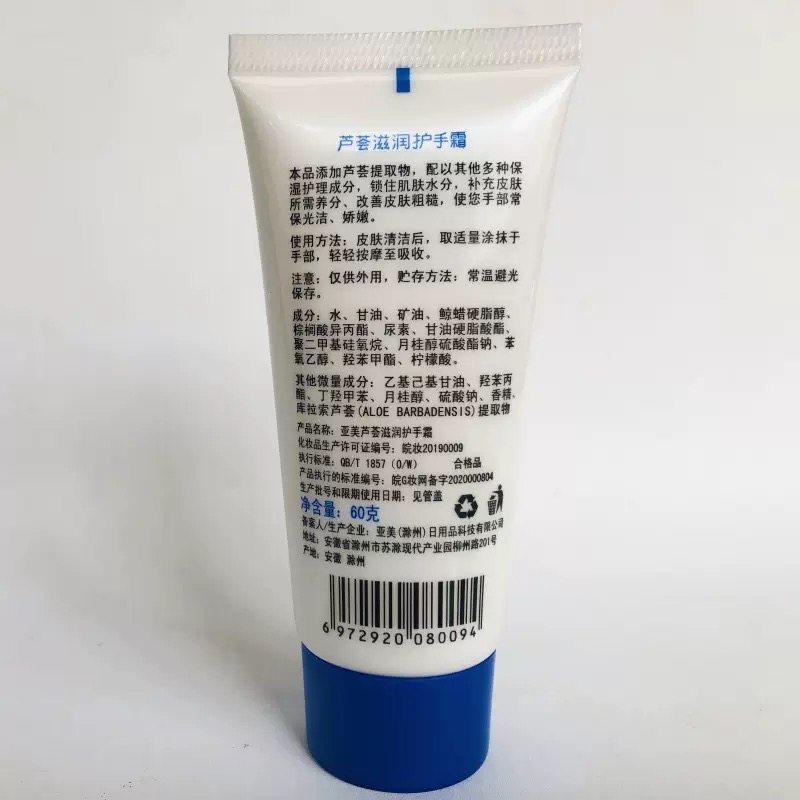 芦荟滋润护手霜
本品添加芦荟提取物，配以其他多种保
湿护理成分，锁住肌肤水分，补充皮肤
所需养分、改善皮肤粗糙，使您手部常
保光洁、娇嫩。
使用方法：皮肤清洁后，取适量涂抹于
手部，轻轻按摩至吸收。
注意：仅供外用，贮存方法：常温避光
保存。
成分：水、甘油、矿油、鲸蜡硬脂醇、
棕榈酸异丙酯、尿素、甘油硬脂酸酯、
聚二甲基硅氧烷、月桂醇硫酸酯钠、苯
氧乙醇、羟苯甲酯、柠檬酸。
其他微量成分：乙基己基甘油、羟苯丙
酯、丁羟甲苯、月桂醇、硫酸钠、香精、
库拉索芦荟(ALOE BARBADENSIS)提取物
产品名称：亚美芦荟滋润护手霜
化妆品生产许可证编号：皖妆20190009
执行标准：QB/T 1857（O/W） 合格品
产品执行的标准编号：皖G妆网备字2020000804
生产批号和限期使用日期：见管盖
净含量：60克
备案人/生产企业：亚美(滁州)日用品科技有限公司
地址：安徽省滁州市苏滁现代产业园柳州路201号
产地：安徽 滁州
6 972920 080094